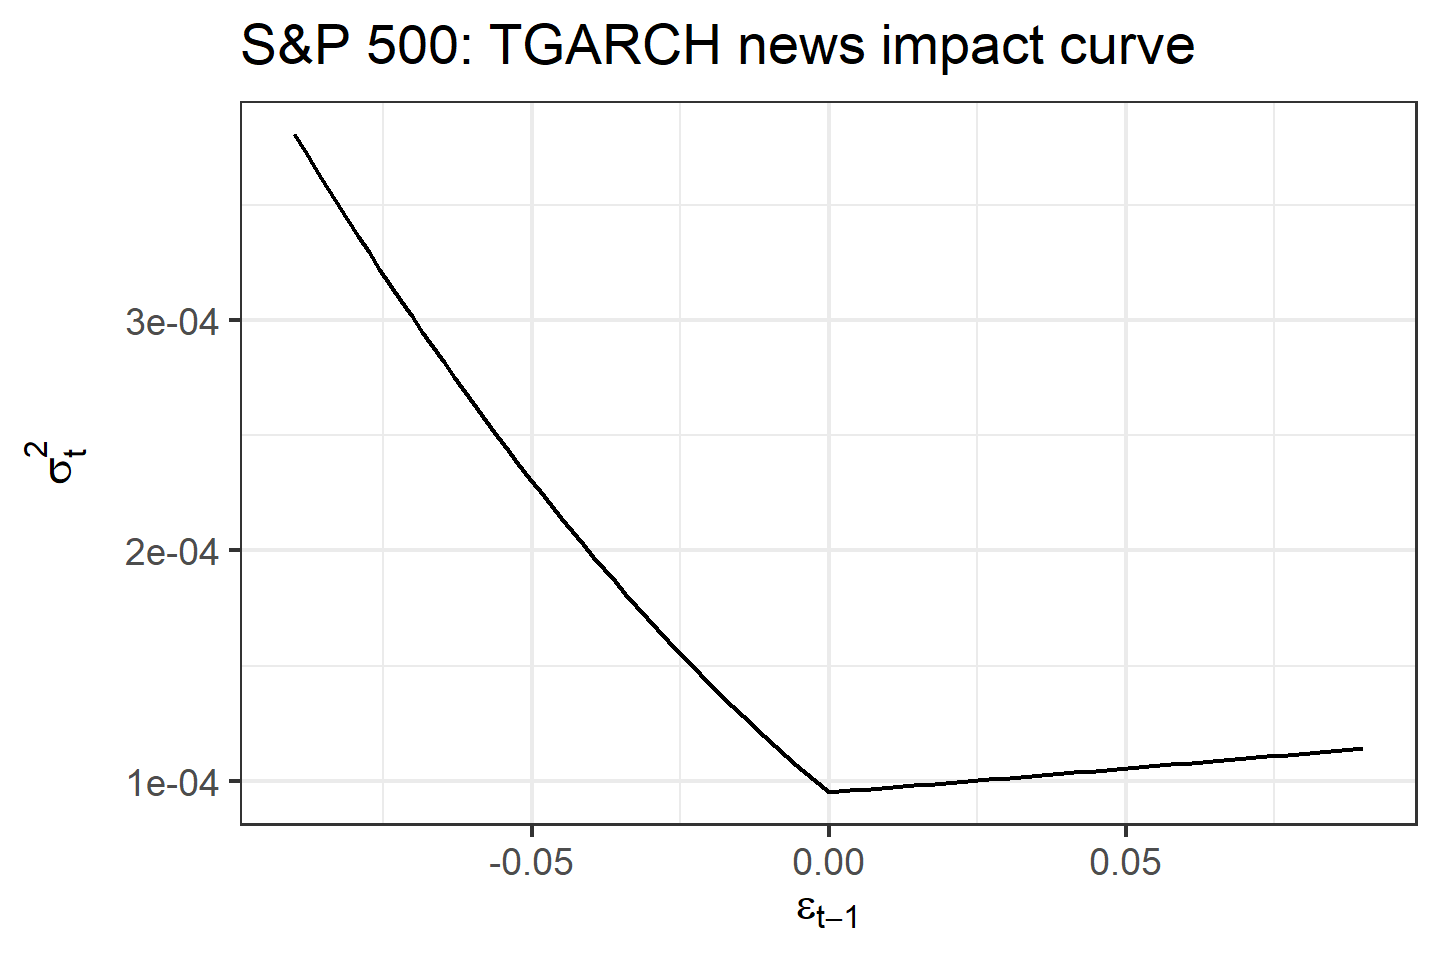 S&P 500: TGARCH news impact curve
σ²ₜ
3e-04
2e-04
1e-04
-0.05 0.00 0.05
εₜ₋₁